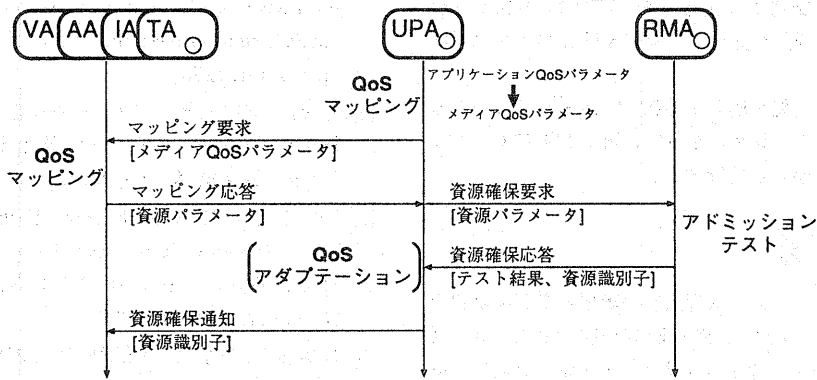 VA AA IA TA
UPA
RMA
QoS
マッピング
アプリケーションQoSパラメータ
メディアQoSパラメータ
マッピング要求
[メディアQoSパラメータ]
QoS
マッピング
マッピング応答
[資源パラメータ]
資源確保要求
[資源パラメータ]
アドミッション
テスト
QoS
アダプテーション
資源確保応答
[テスト結果、資源識別子]
資源確保通知
[資源識別子]